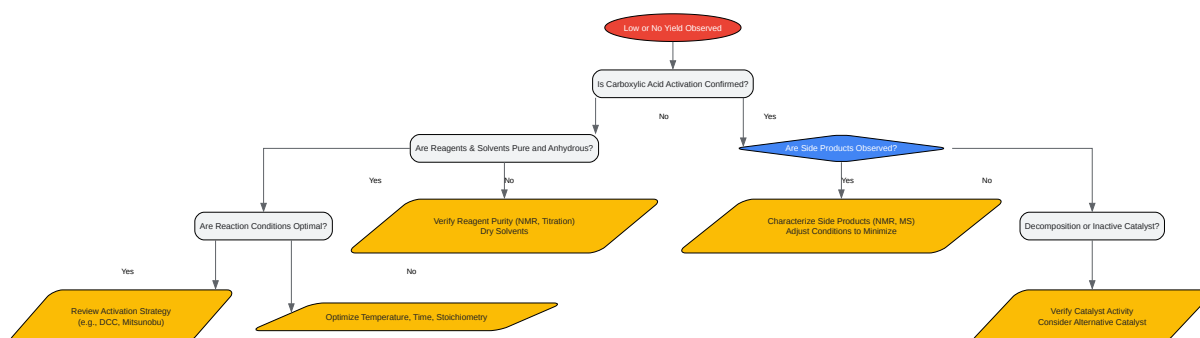 Low or No Yield Observed
Is Carboxylic Acid Activation Confirmed?
No
Yes
Are Reagents & Solvents Pure and Anhydrous?
Are Side Products Observed?
Yes
No
Yes
No
Are Reaction Conditions Optimal?
Verify Reagent Purity (NMR, Titration)
Dry Solvents
Characterize Side Products (NMR, MS)
Adjust Conditions to Minimize
Decomposition or Inactive Catalyst?
Yes
No
Review Activation Strategy
(e.g., DCC, Mitsunobu)
Optimize Temperature, Time, Stoichiometry
Verify Catalyst Activity
Consider Alternative Catalyst